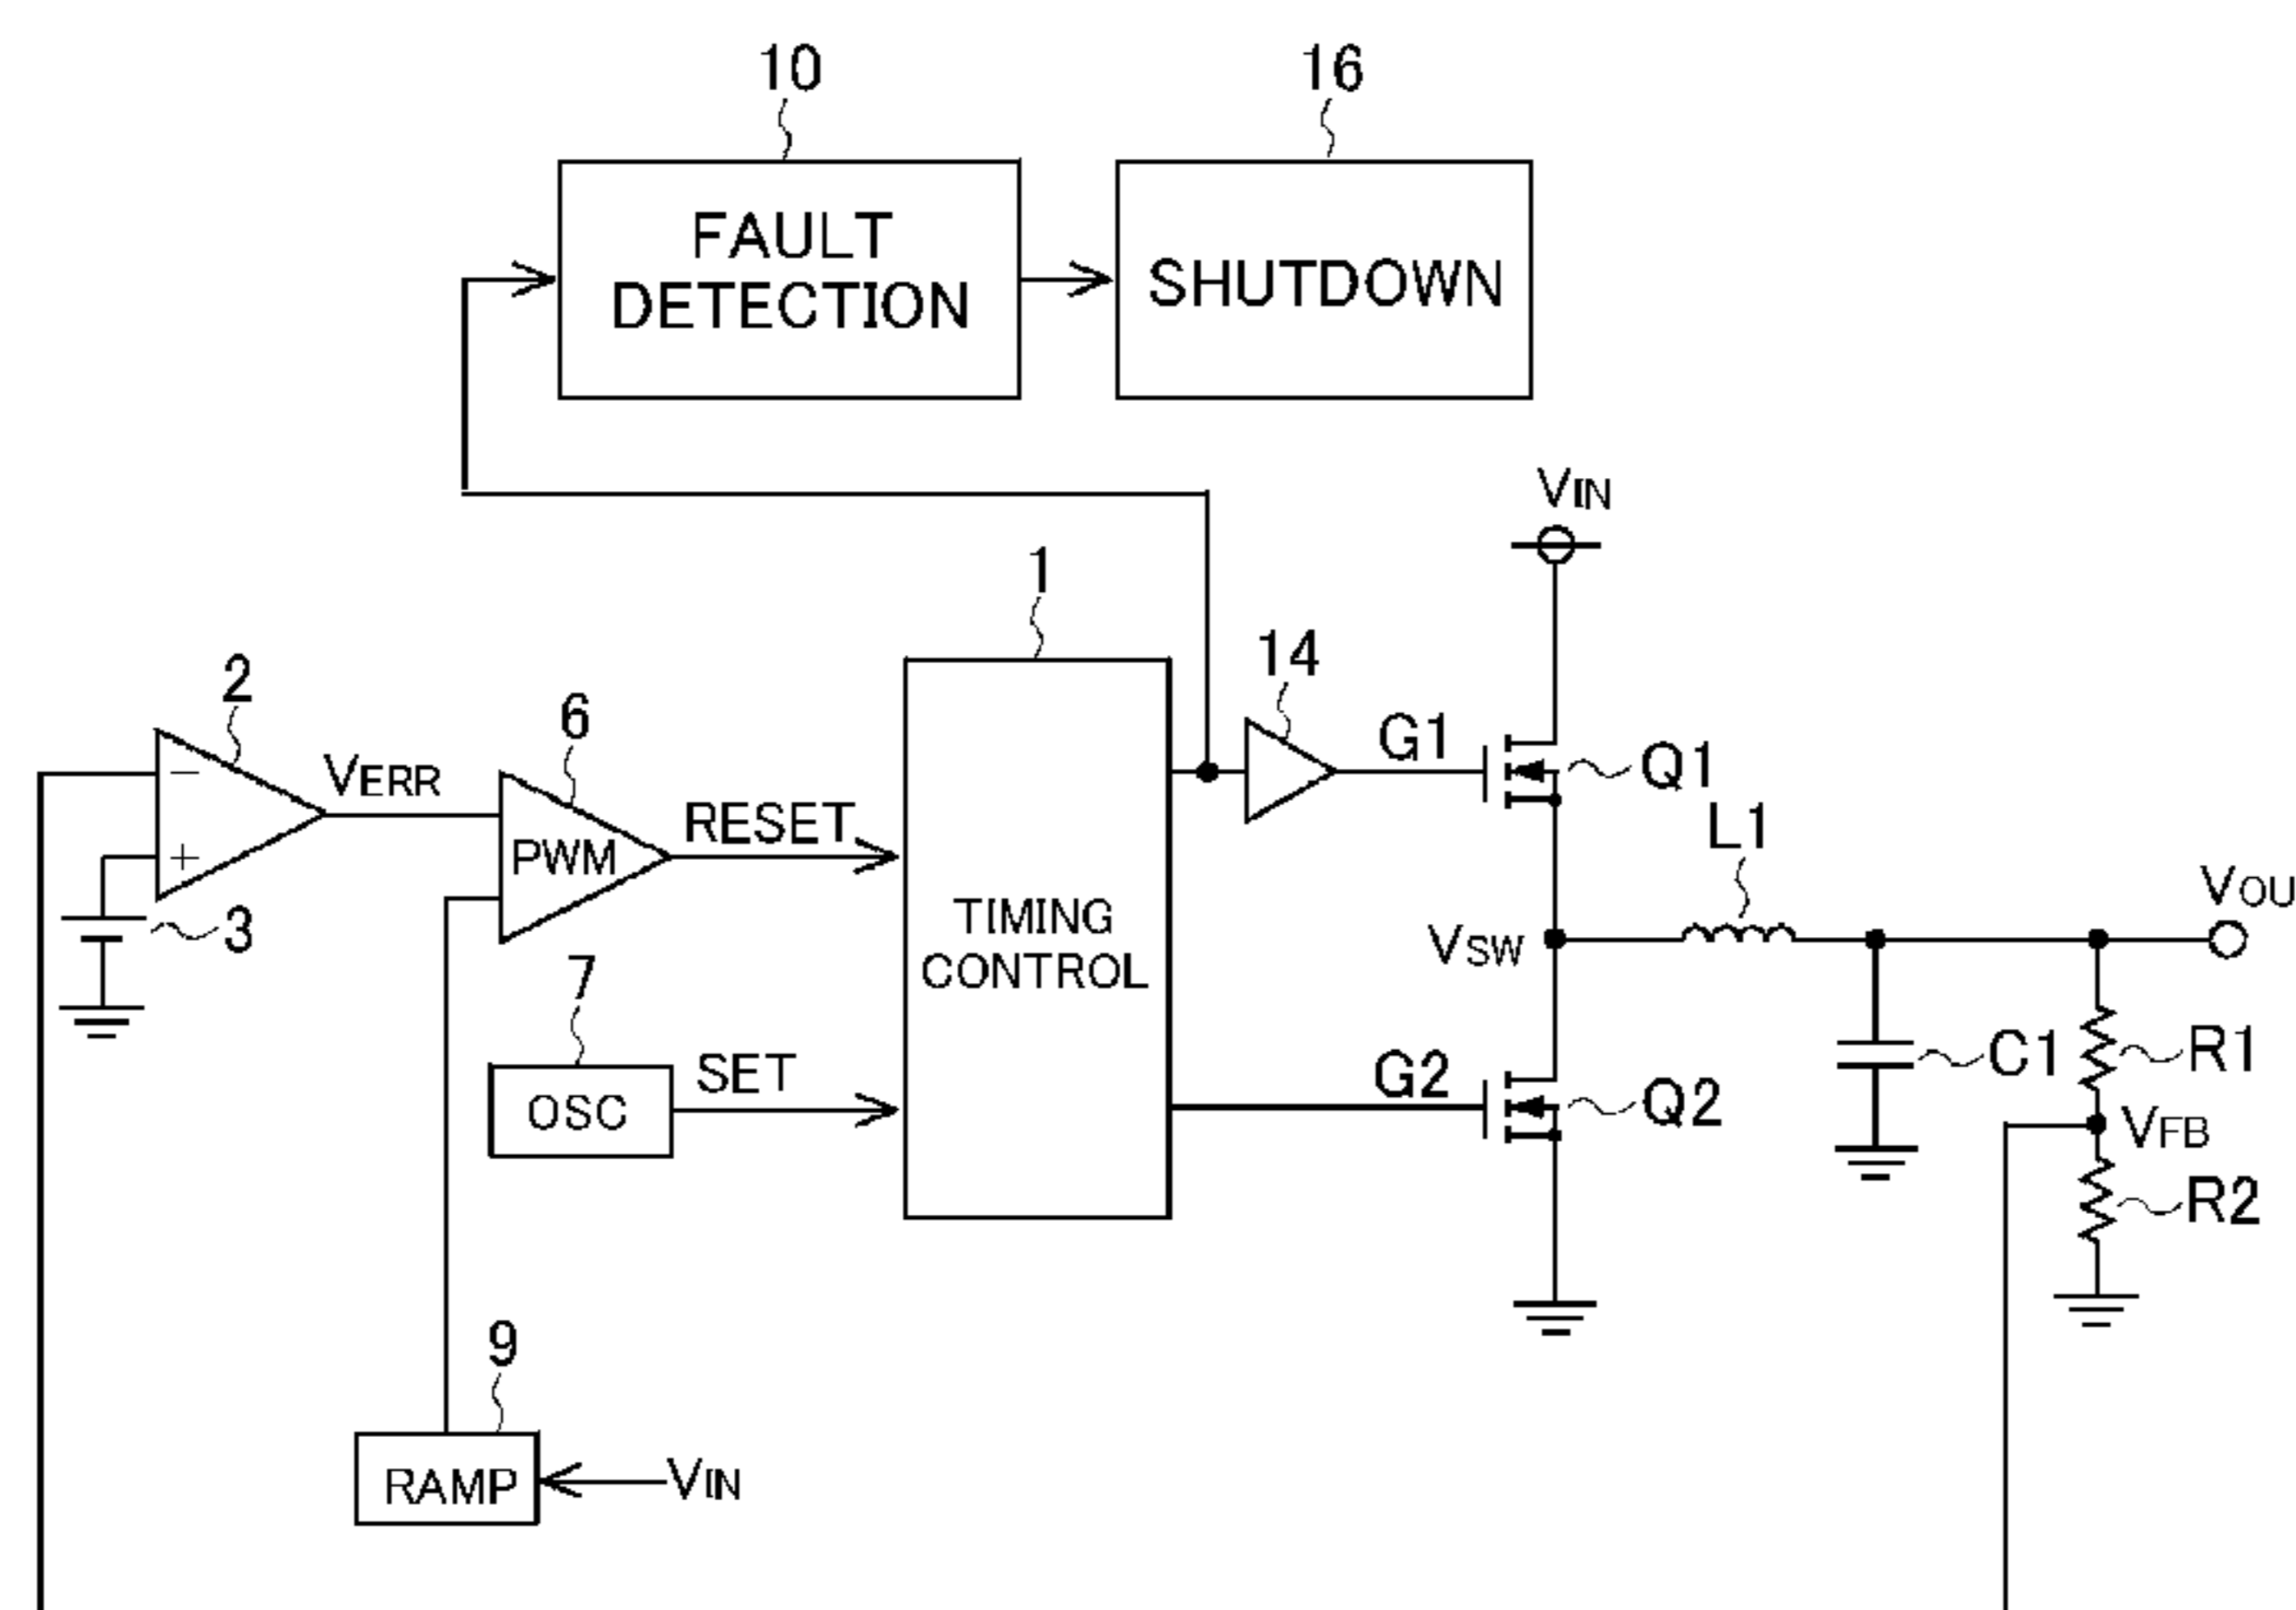 10
16
FAULT
DETECTION
SHUTDOWN
VIN
1
14
2
6
G1
Q1
VERR
RESET
L1
−
PWM
+
3
TIMING
CONTROL
VOU
VSW
7
C1
R1
SET
G2
Q2
OSC
VFB
R2
9
RAMP
VIN